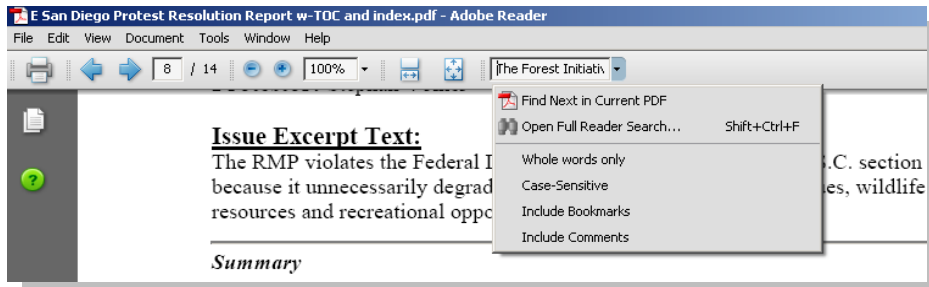 E San Diego Protest Resolution Report w-TOC and index.pdf - Adobe Reader
File Edit View Document Tools Window Help
8 / 14 100% The Forest Initiativ
Find Next in Current PDF
Open Full Reader Search... Shift+Ctrl+F
Whole words only
Case-Sensitive
Include Bookmarks
Include Comments
Issue Excerpt Text:
The RMP violates the Federal .C. section
because it unnecessarily degrad es, wildlife
resources and recreational oppo
Summary